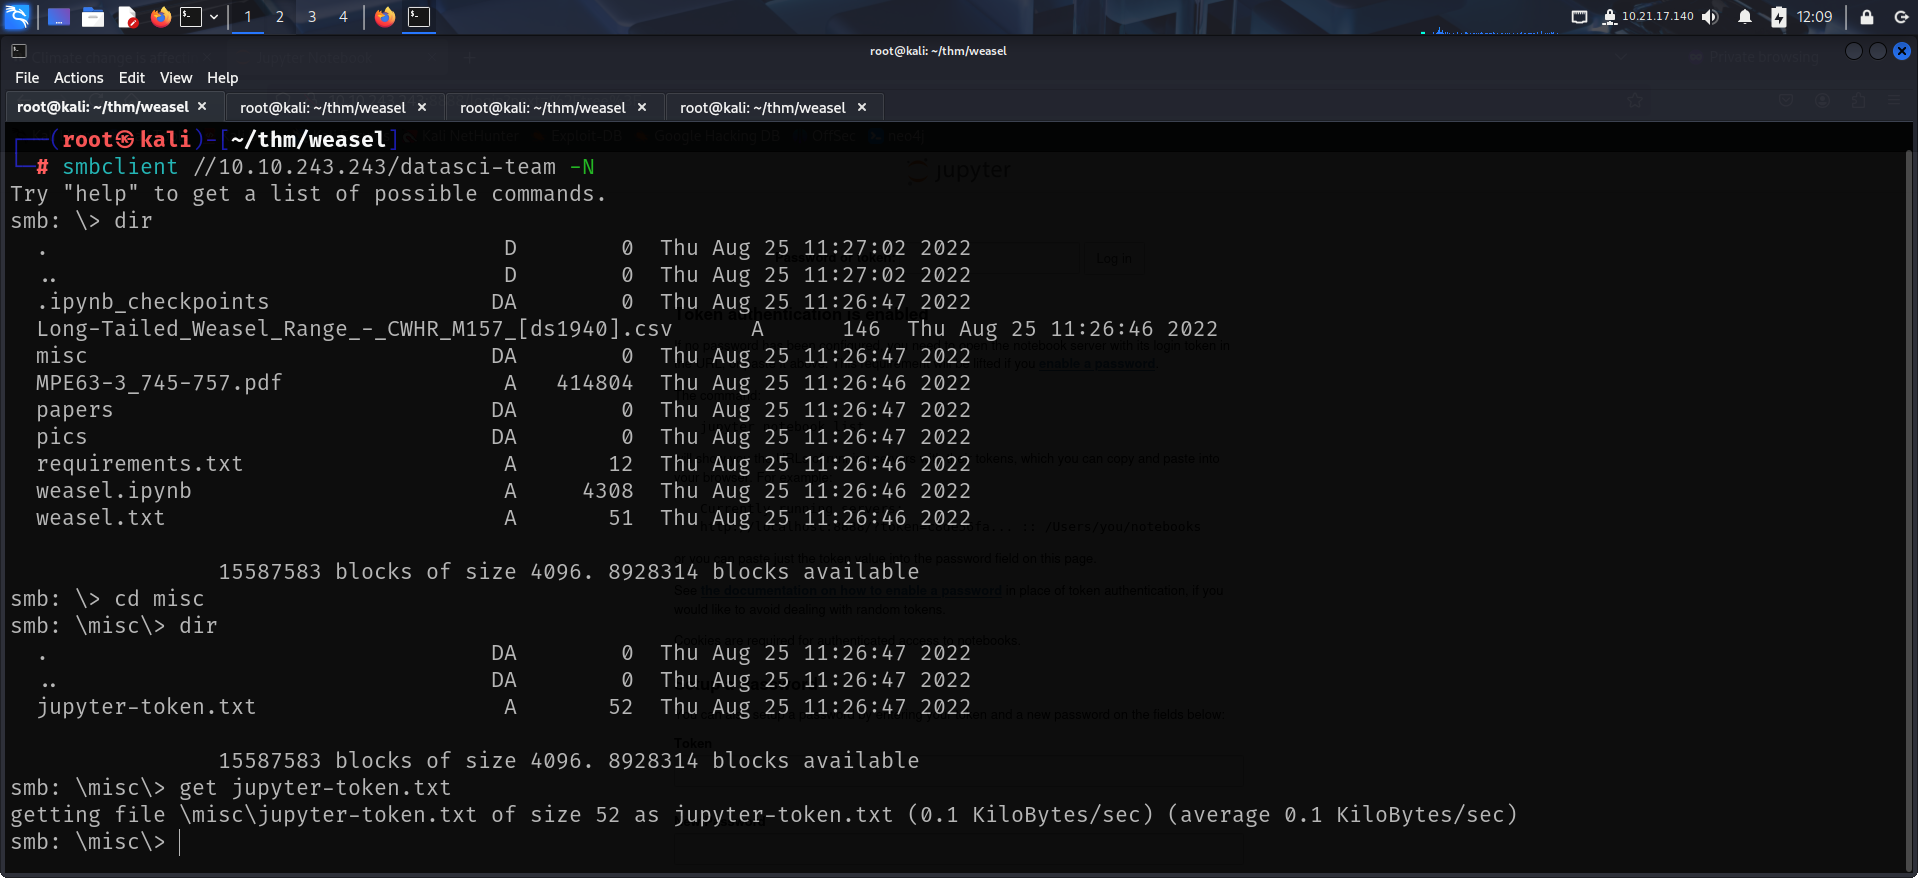 1 2 3 4 10.21.17.140 12:09
root@kali: ~/thm/weasel
File Actions Edit View Help
root@kali: ~/thm/weasel × root@kali: ~/thm/weasel × root@kali: ~/thm/weasel × root@kali: ~/thm/weasel ×
(root㉿kali)-[~/thm/weasel]
# smbclient //10.10.243.243/datasci-team -N
Try "help" to get a list of possible commands.
smb: \> dir
. D 0 Thu Aug 25 11:27:02 2022
.. D 0 Thu Aug 25 11:27:02 2022
.ipynb_checkpoints DA 0 Thu Aug 25 11:26:47 2022
Long-Tailed_Weasel_Range_-_CWHR_M157_[ds1940].csv A 146 Thu Aug 25 11:26:46 2022
misc DA 0 Thu Aug 25 11:26:47 2022
MPE63-3_745-757.pdf A 414804 Thu Aug 25 11:26:46 2022
papers DA 0 Thu Aug 25 11:26:47 2022
pics DA 0 Thu Aug 25 11:26:47 2022
requirements.txt A 12 Thu Aug 25 11:26:46 2022
weasel.ipynb A 4308 Thu Aug 25 11:26:46 2022
weasel.txt A 51 Thu Aug 25 11:26:46 2022
15587583 blocks of size 4096. 8928314 blocks available
smb: \> cd misc
smb: \misc\> dir
. DA 0 Thu Aug 25 11:26:47 2022
.. DA 0 Thu Aug 25 11:26:47 2022
jupyter-token.txt A 52 Thu Aug 25 11:26:47 2022
15587583 blocks of size 4096. 8928314 blocks available
smb: \misc\> get jupyter-token.txt
getting file \misc\jupyter-token.txt of size 52 as jupyter-token.txt (0.1 KiloBytes/sec) (average 0.1 KiloBytes/sec)
smb: \misc\>